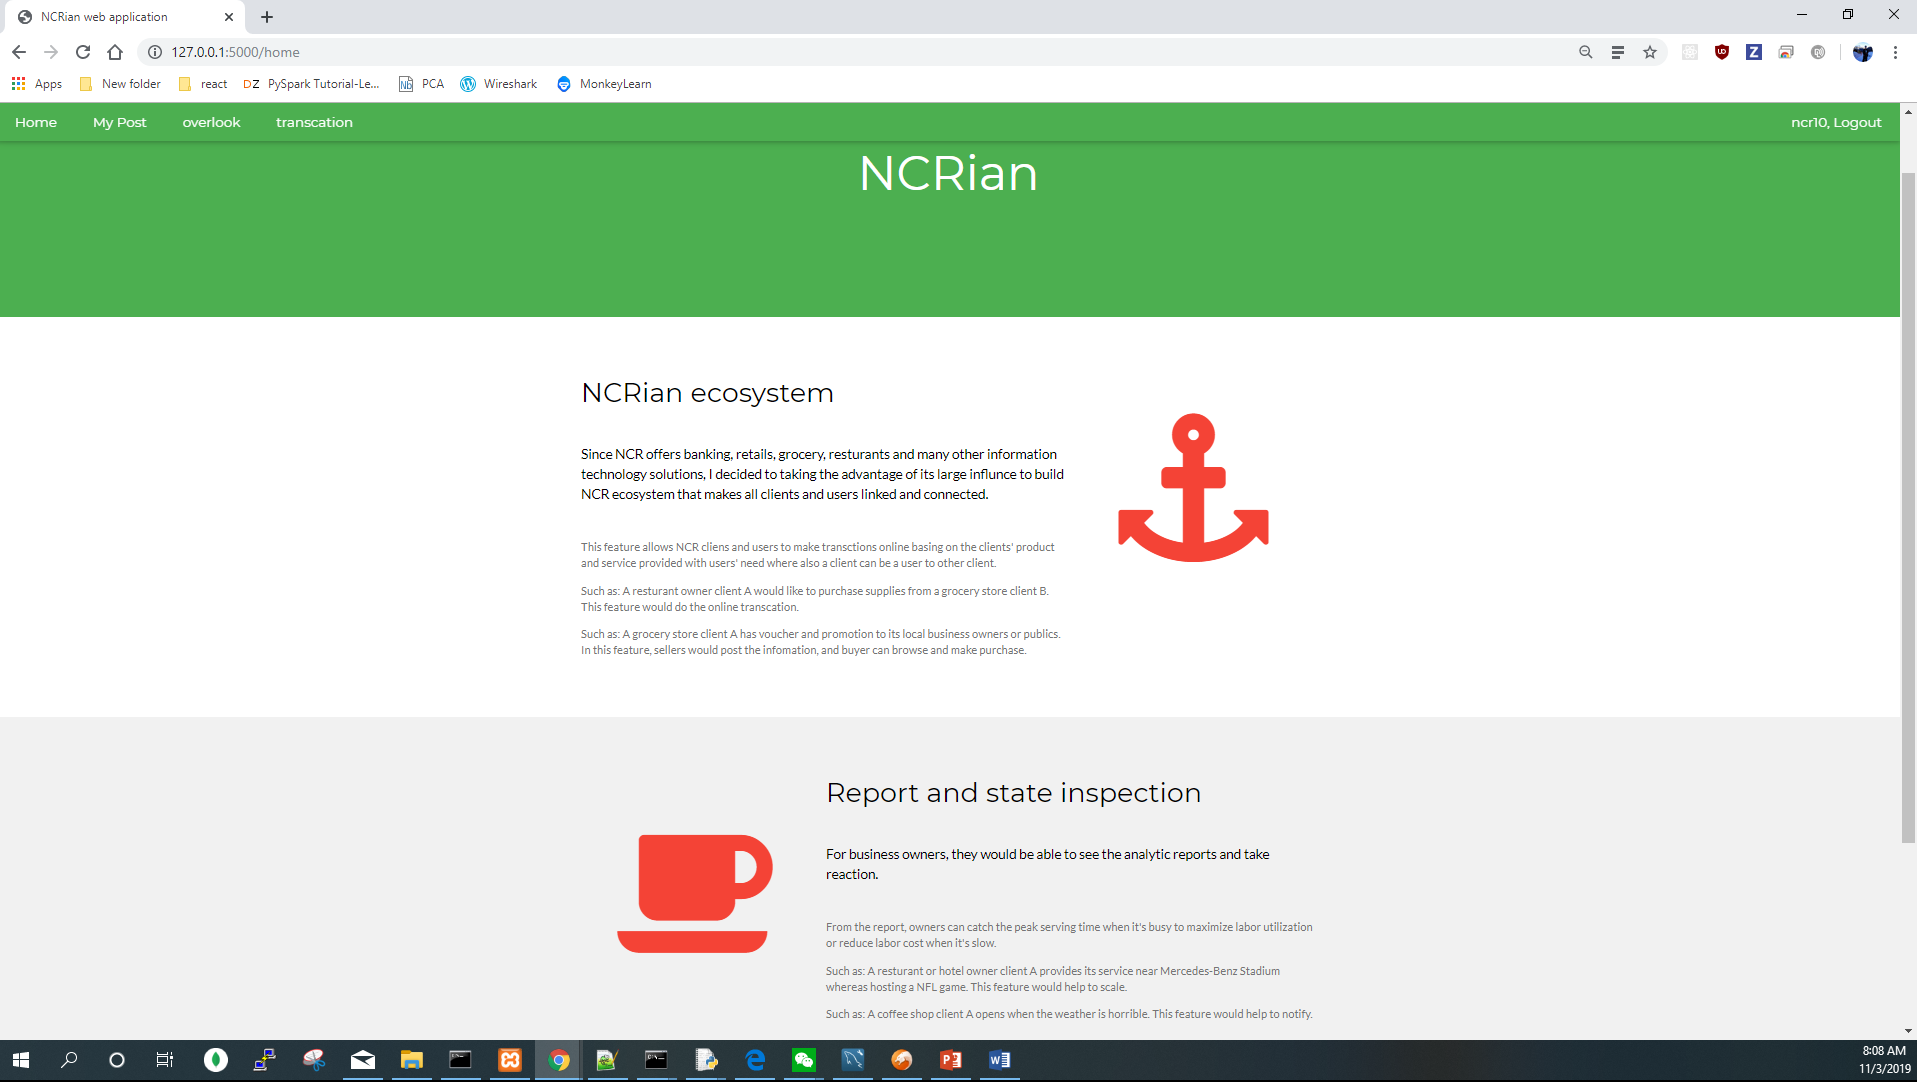 NCRian web application
127.0.0.1:5000/home
Apps New folder react DZ PySpark Tutorial-Le... PCA Wireshark MonkeyLearn
Home My Post overlook transcation ncr10, Logout
NCRian
NCRian ecosystem
Since NCR offers banking, retails, grocery, resturants and many other information
technology solutions, I decided to taking the advantage of its large influnce to build
NCR ecosystem that makes all clients and users linked and connected.
This feature allows NCR cliens and users to make transctions online basing on the clients' product
and service provided with users' need where also a client can be a user to other client.
Such as: A resturant owner client A would like to purchase supplies from a grocery store client B.
This feature would do the online transcation.
Such as: A grocery store client A has voucher and promotion to its local business owners or publics.
In this feature, sellers would post the infomation, and buyer can browse and make purchase.
Report and state inspection
For business owners, they would be able to see the analytic reports and take
reaction.
From the report, owners can catch the peak serving time when it's busy to maximize labor utilization
or reduce labor cost when it's slow.
Such as: A resturant or hotel owner client A provides its service near Mercedes-Benz Stadium
whereas hosting a NFL game. This feature would help to scale.
Such as: A coffee shop client A opens when the weather is horrible. This feature would help to notify.
8:08 AM
11/3/2019